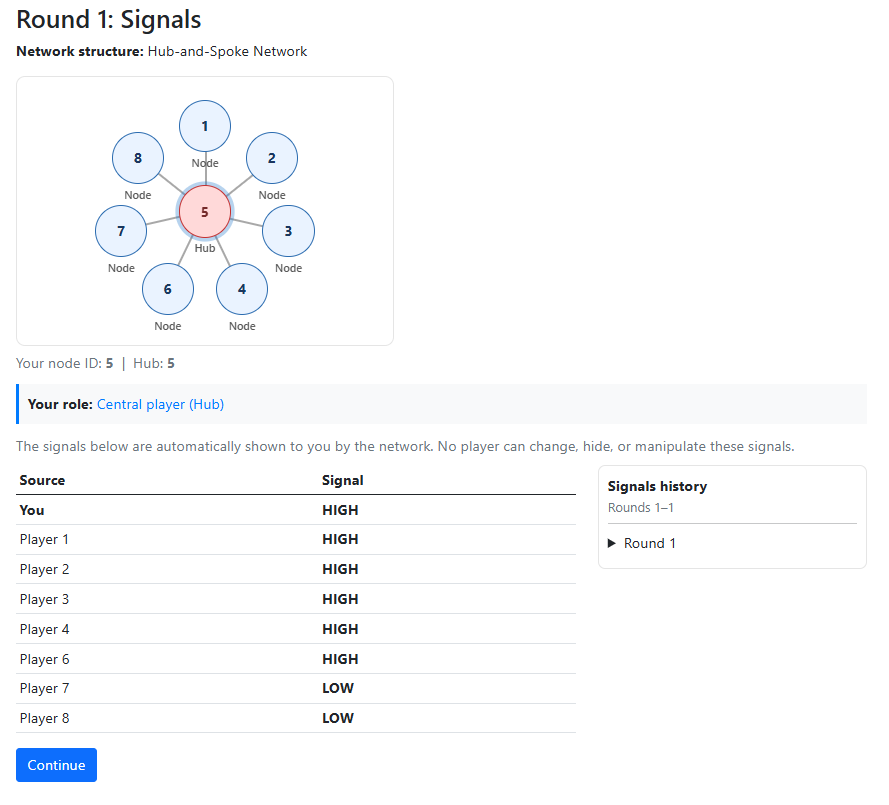 Round 1: Signals
Network structure: Hub-and-Spoke Network
1
Node
8
Node
2
Node
5
Hub
7
Node
3
Node
6
Node
4
Node
Your node ID: 5 | Hub: 5
Your role: Central player (Hub)
The signals below are automatically shown to you by the network. No player can change, hide, or manipulate these signals.
Source Signal
You HIGH
Player 1 HIGH
Player 2 HIGH
Player 3 HIGH
Player 4 HIGH
Player 6 HIGH
Player 7 LOW
Player 8 LOW
Signals history
Rounds 1–1
Round 1
Continue